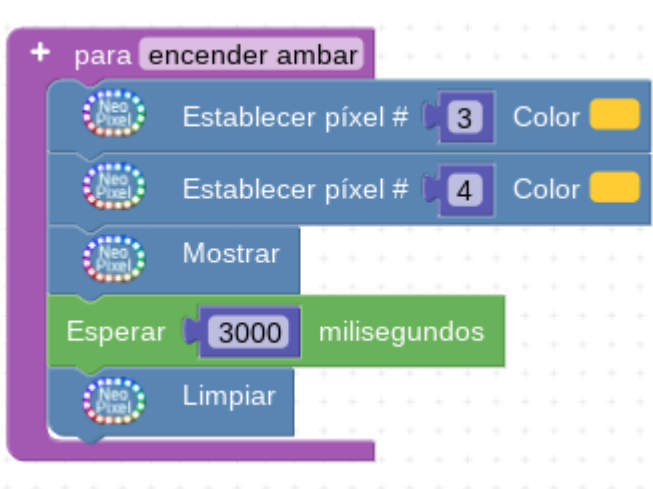 + para encender ambar
Neo Pixel Establecer píxel # 3 Color
Neo Pixel Establecer píxel # 4 Color
Neo Pixel Mostrar
Esperar 3000 milisegundos
Neo Pixel Limpiar